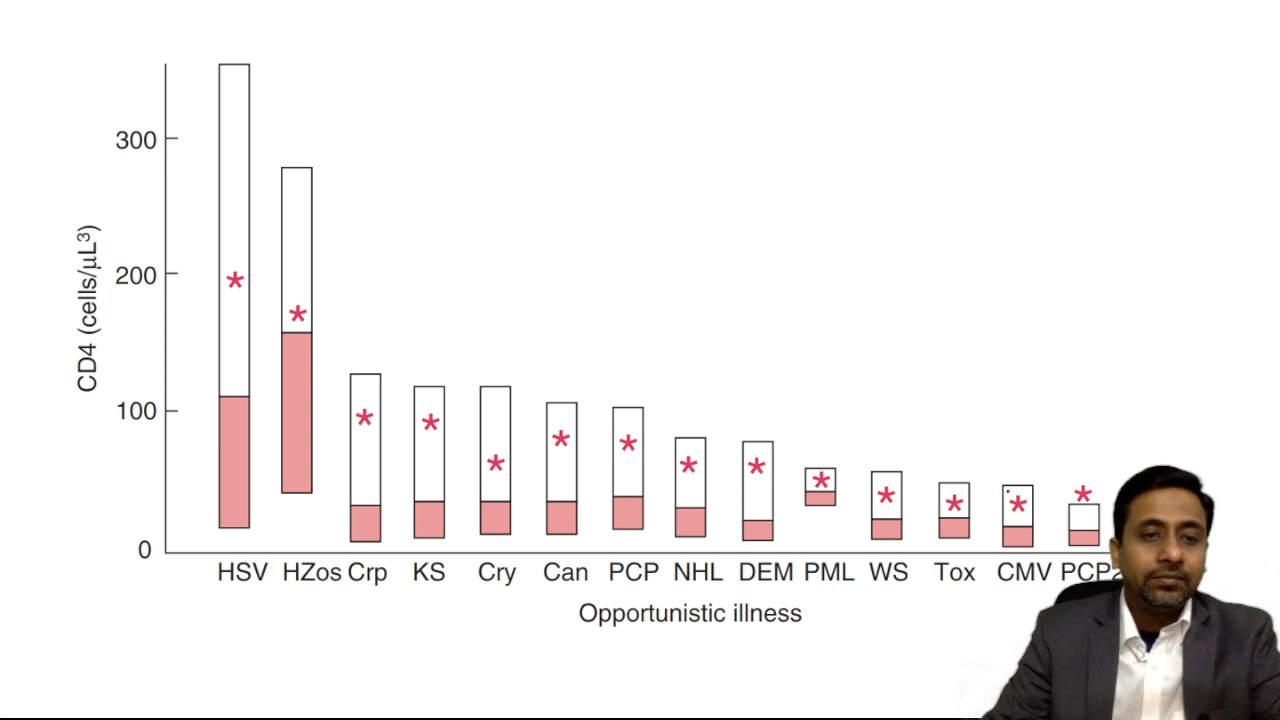 300
200
100
0
CD4 (cells/μL³)
HSV HZos Crp KS Cry Can PCP NHL DEM PML WS Tox CMV PCP2
Opportunistic illness